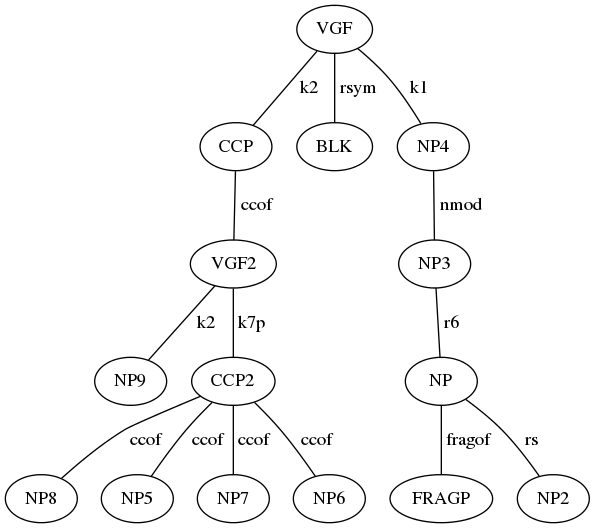 VGF
k2 rsym k1
CCP BLK NP4
ccof nmod
VGF2 NP3
k2 k7p r6
NP9 CCP2 NP
ccof ccof ccof ccof fragof rs
NP8 NP5 NP7 NP6 FRAGP NP2